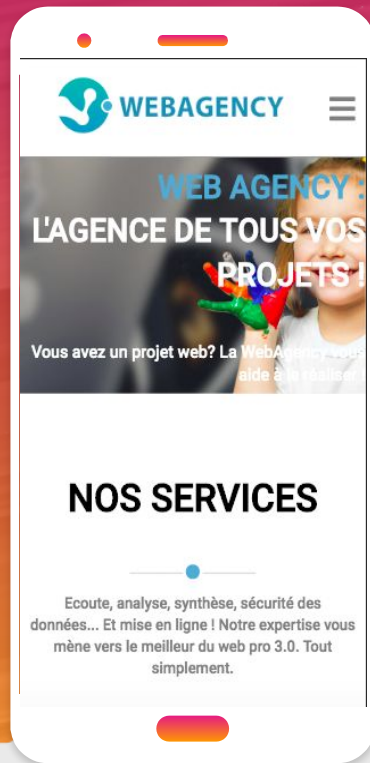 WEBAGENCY
WEB AGENCY :
L'AGENCE DE TOUS VOS
PROJETS !
Vous avez un projet web? La WebAgency vous
aide à le réaliser !
NOS SERVICES
Ecoute, analyse, synthèse, sécurité des
données... Et mise en ligne ! Notre expertise vous
mène vers le meilleur du web pro 3.0. Tout
simplement.